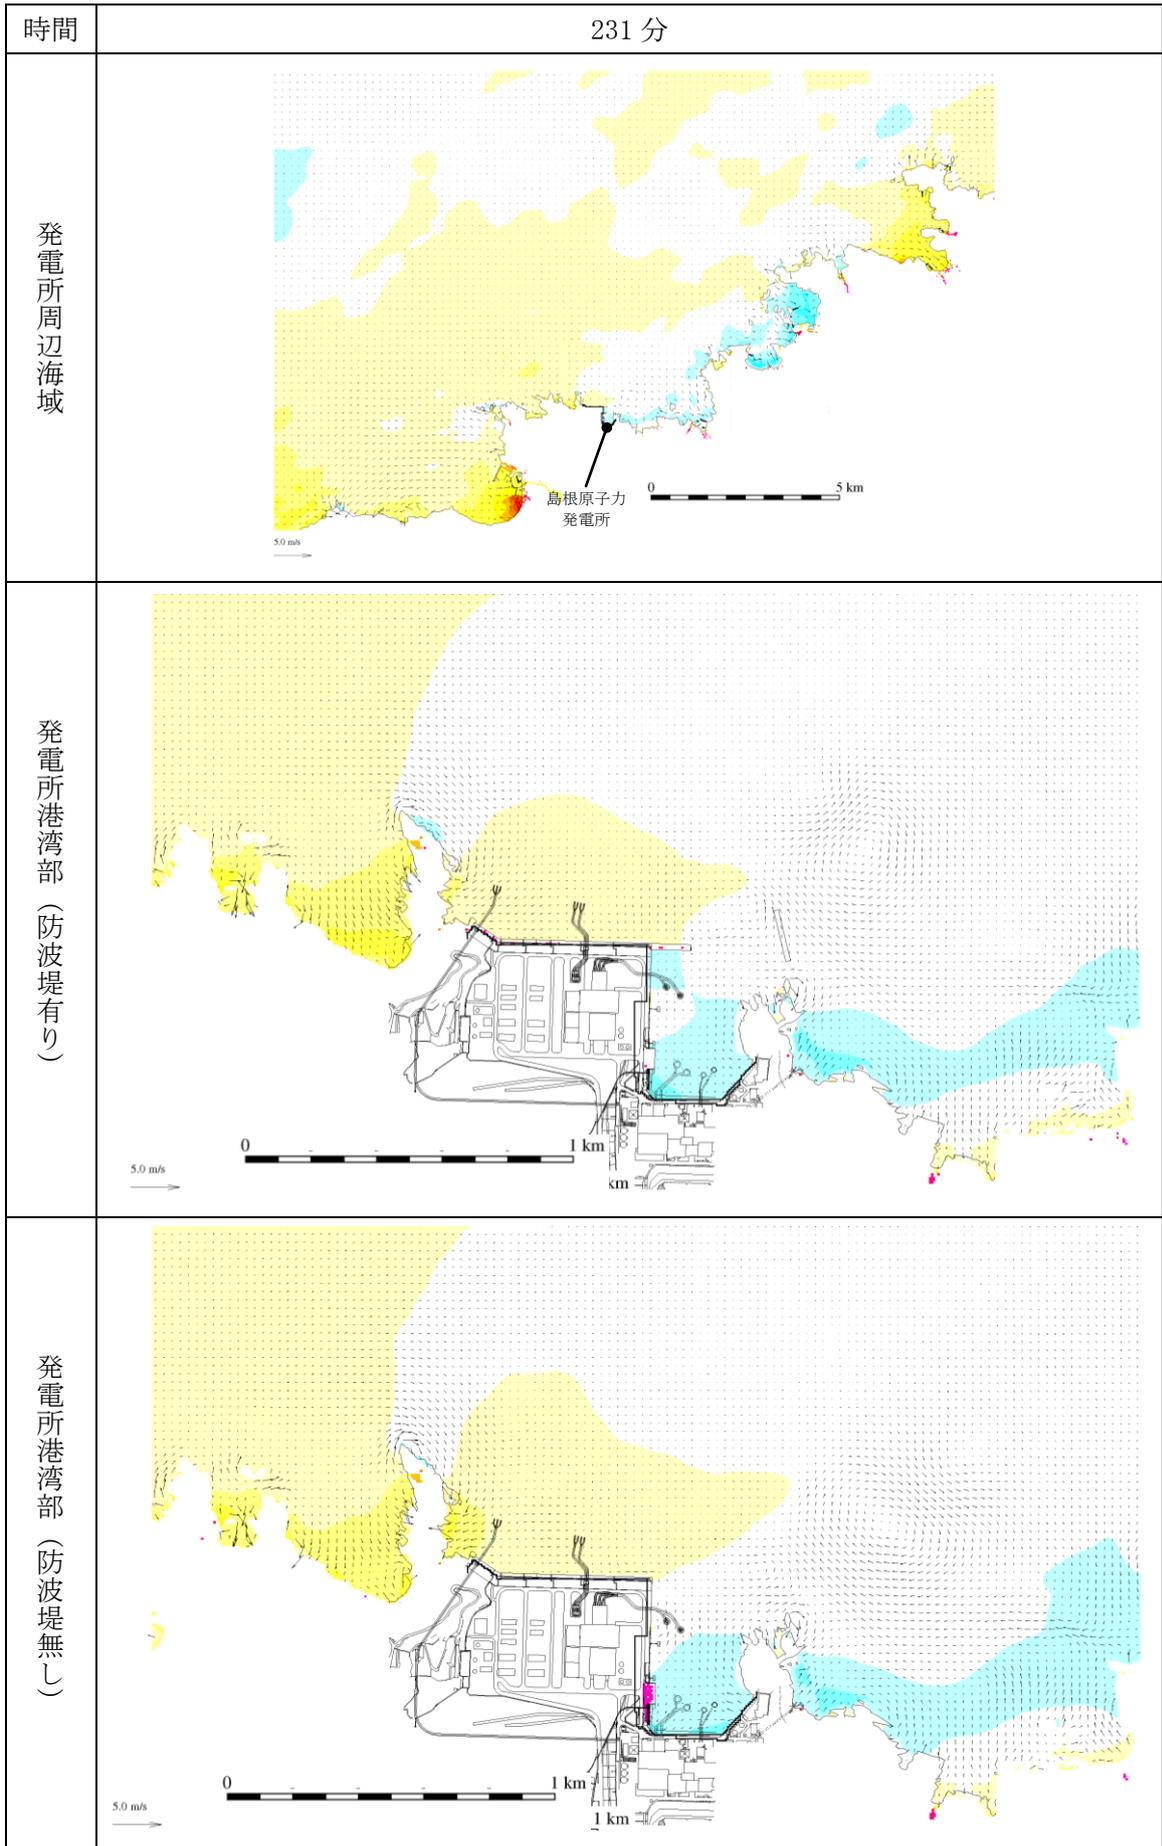 時間
231 分
発電所周辺海域
島根原子力
発電所
0
5 km
5.0 m/s
発電所港湾部（防波堤有り）
0
1 km
km
5.0 m/s
発電所港湾部（防波堤無し）
0
1 km
1 km
5.0 m/s